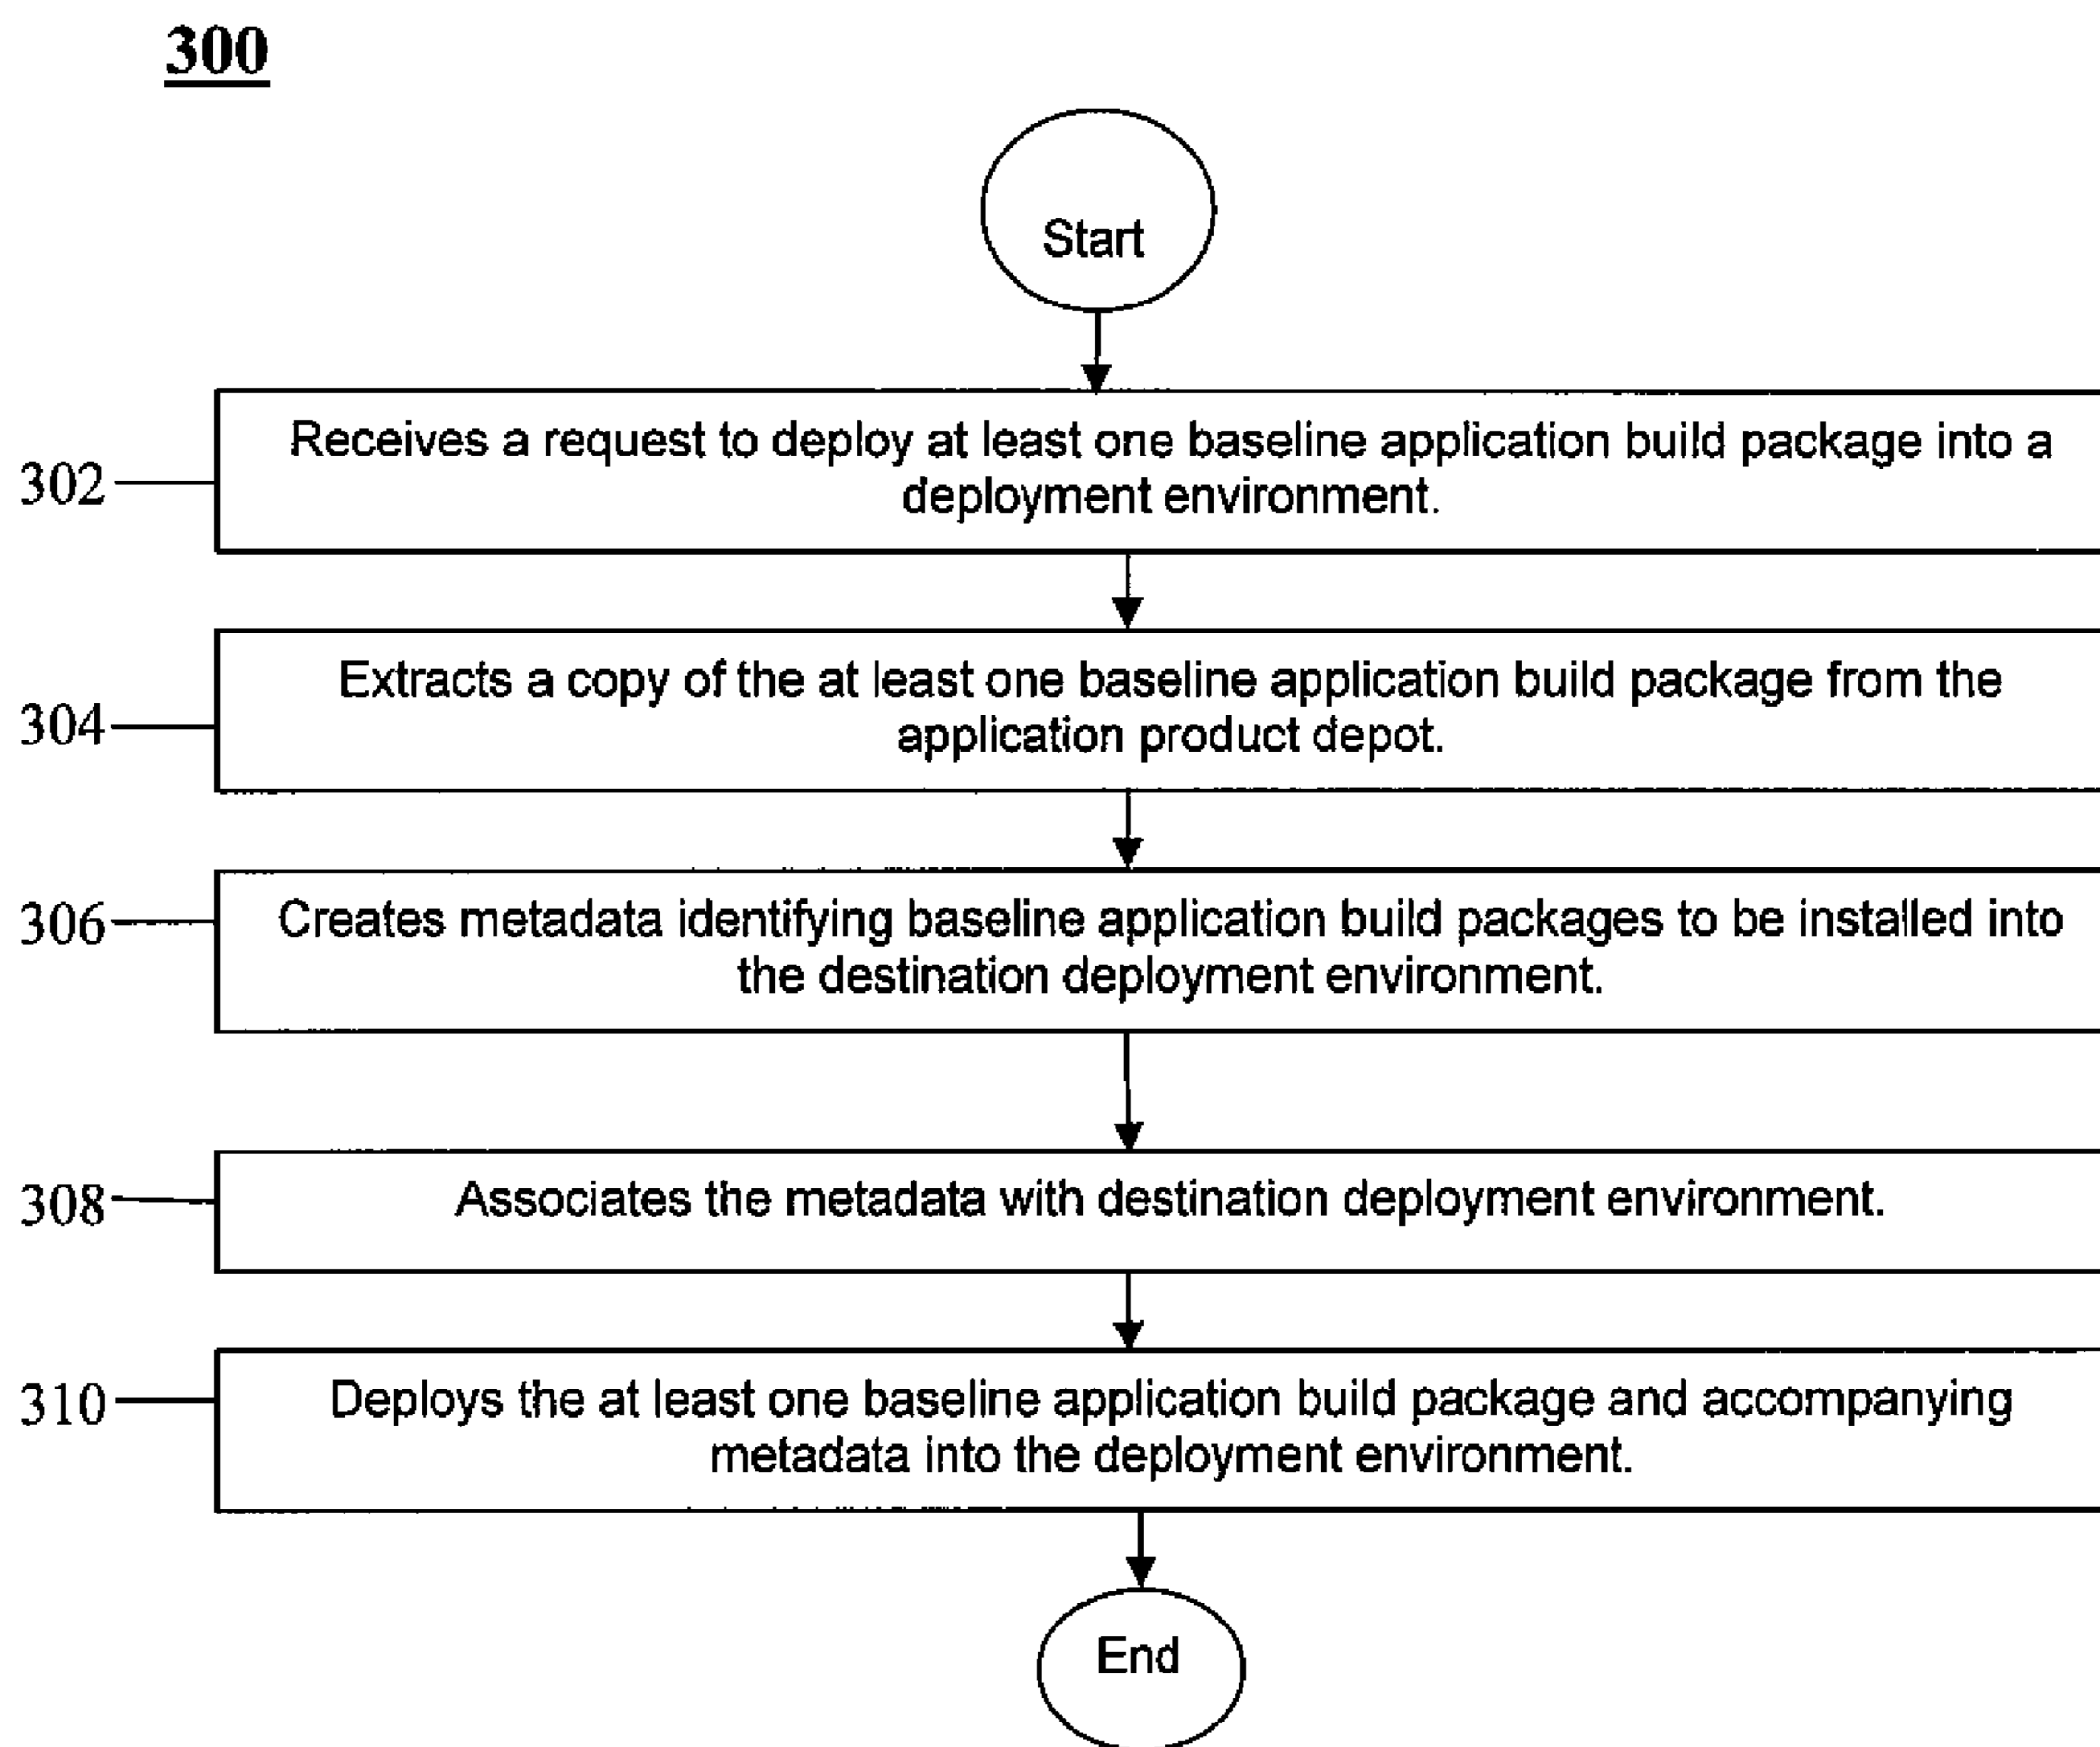 300
Start
302
Receives a request to deploy at least one baseline application build package into a
deployment environment.
304
Extracts a copy of the at least one baseline application build package from the
application product depot.
306
Creates metadata identifying baseline application build packages to be installed into
the destination deployment environment.
308
Associates the metadata with destination deployment environment.
310
Deploys the at least one baseline application build package and accompanying
metadata into the deployment environment.
End